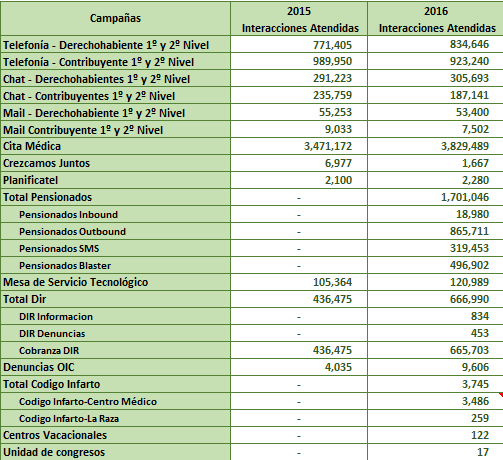 Campañas 2015 2016
Interacciones Atendidas Interacciones Atendidas
Telefonía - Derechohabiente 1º y 2º Nivel 771,405 834,646
Telefonía - Contribuyente 1º y 2º Nivel 989,950 923,240
Chat - Derechohabientes 1º y 2º Nivel 291,223 305,693
Chat - Contribuyentes 1º y 2º Nivel 235,759 187,141
Mail - Derechohabiente 1º y 2º Nivel 55,253 53,400
Mail Contribuyente 1º y 2º Nivel 9,033 7,502
Cita Médica 3,471,172 3,829,489
Crezcamos Juntos 6,977 1,667
Planificatel 2,100 2,280
Total Pensionados - 1,701,046
Pensionados Inbound - 18,980
Pensionados Outbound - 865,711
Pensionados SMS - 319,453
Pensionados Blaster - 496,902
Mesa de Servicio Tecnológico 105,364 120,989
Total Dir 436,475 666,990
DIR Informacion - 834
DIR Denuncias - 453
Cobranza DIR 436,475 665,703
Denuncias OIC 4,035 9,606
Total Codigo Infarto - 3,745
Codigo Infarto-Centro Médico - 3,486
Codigo Infarto-La Raza - 259
Centros Vacacionales - 122
Unidad de congresos - 17